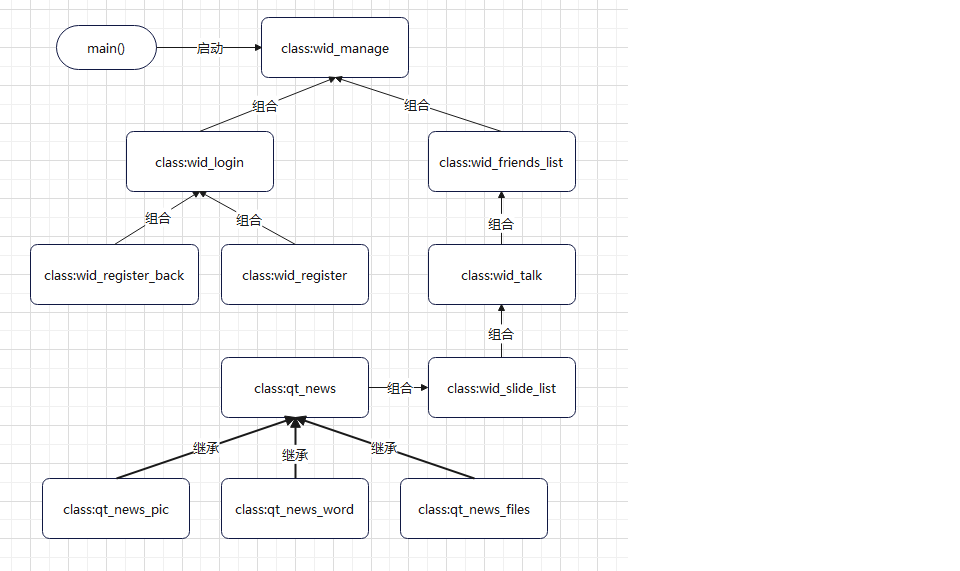 main()
启动
class:wid_manage
组合
组合
class:wid_login
class:wid_friends_list
组合
组合
组合
class:wid_register_back
class:wid_register
class:wid_talk
组合
class:qt_news
组合
class:wid_slide_list
继承
继承
继承
class:qt_news_pic
class:qt_news_word
class:qt_news_files